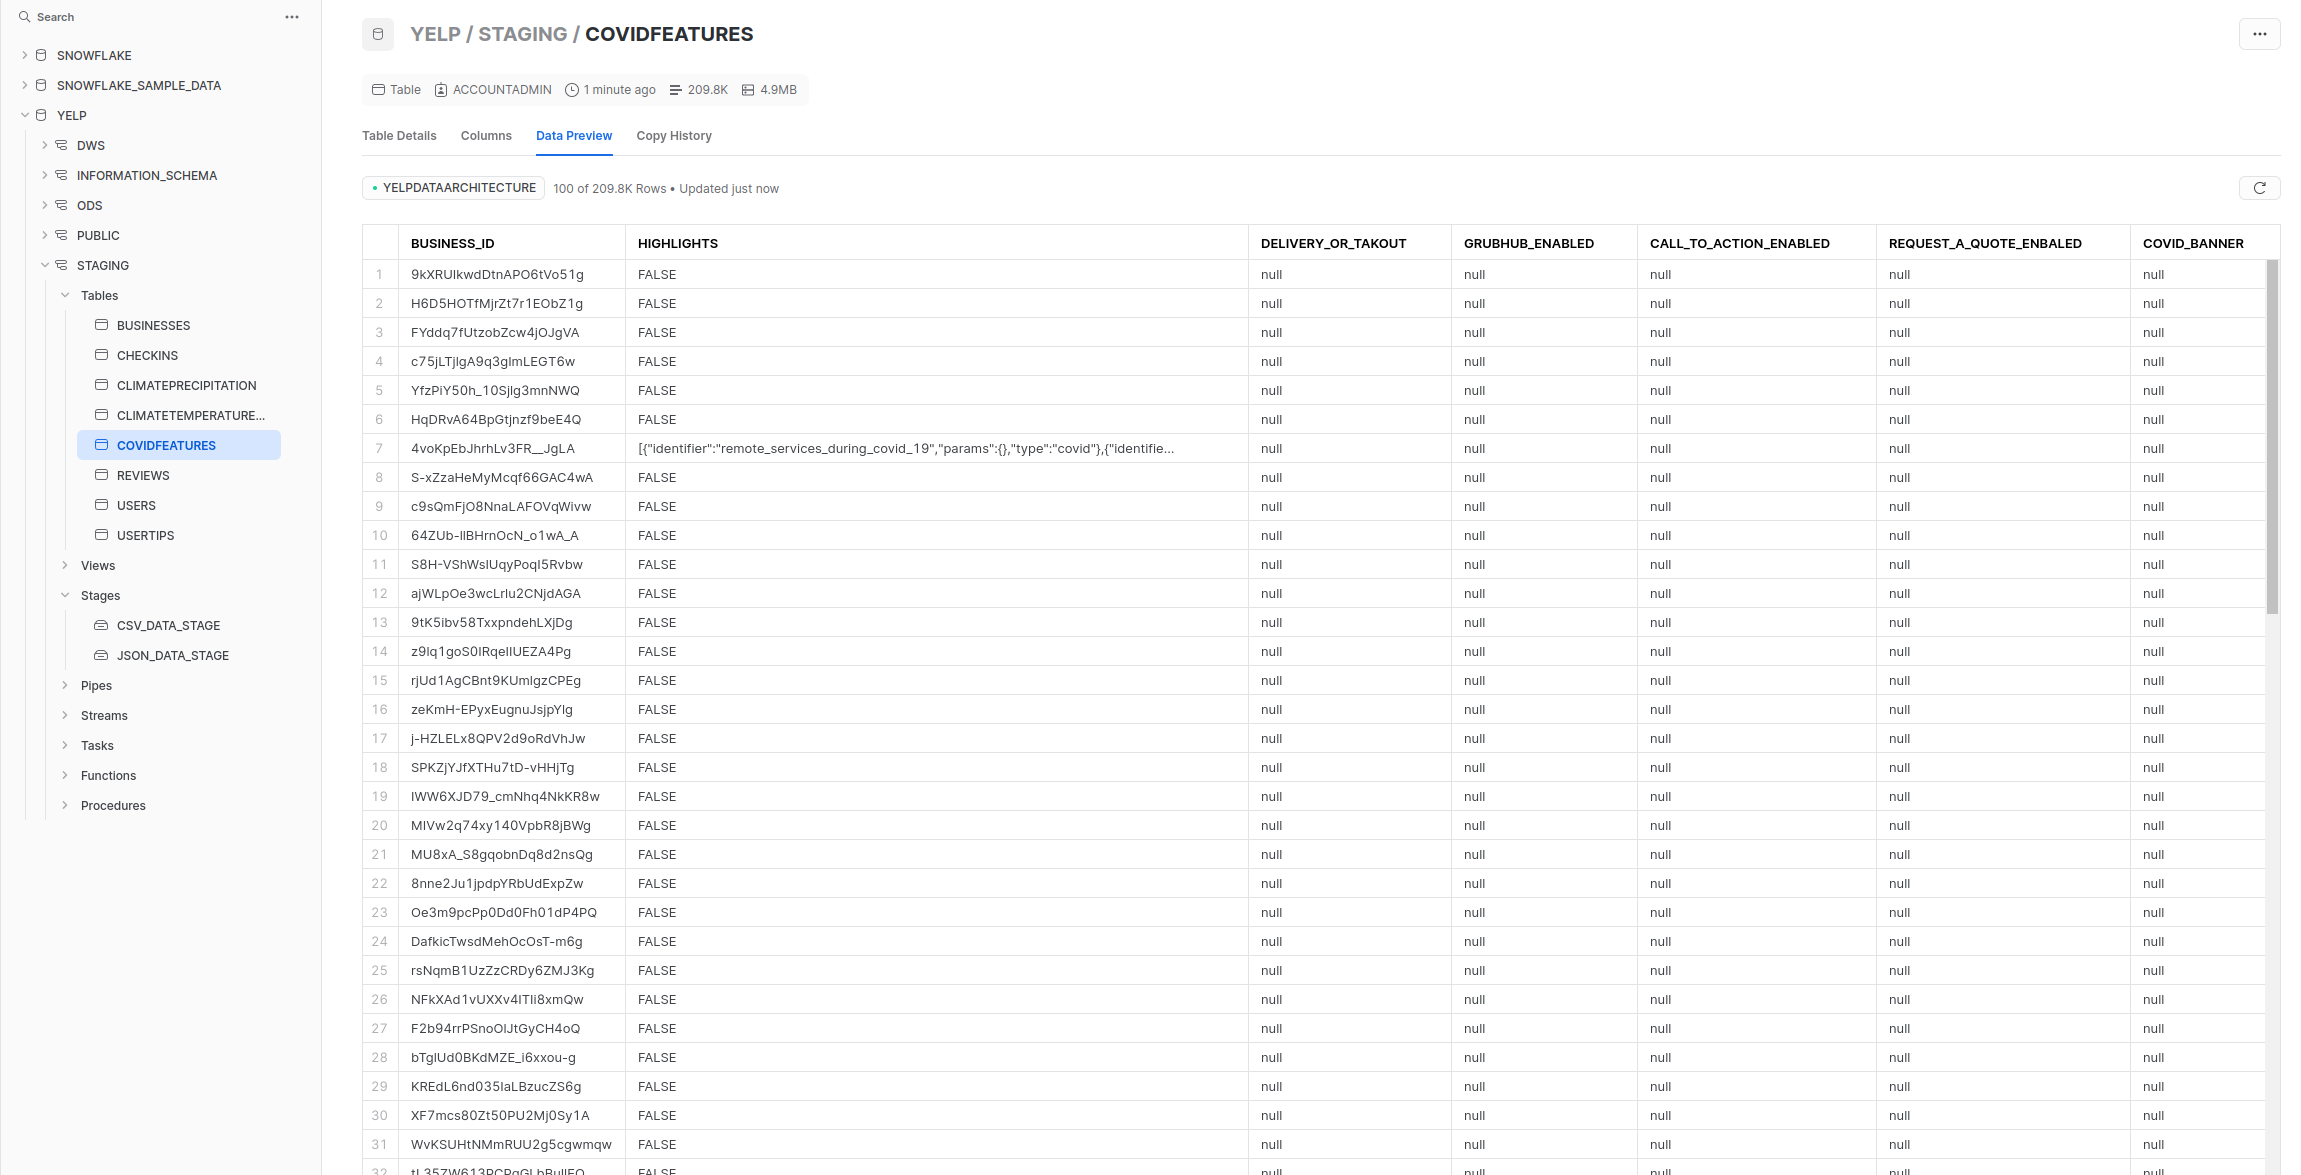 Search
SNOWFLAKE
SNOWFLAKE_SAMPLE_DATA
YELP
DWS
INFORMATION_SCHEMA
ODS
PUBLIC
STAGING
Tables
BUSINESSES
CHECKINS
CLIMATEPRECIPITATION
CLIMATETEMPERATURE...
COVIDFEATURES
REVIEWS
USERS
USERTIPS
Views
Stages
CSV_DATA_STAGE
JSON_DATA_STAGE
Pipes
Streams
Tasks
Functions
Procedures
YELP / STAGING / COVIDFEATURES
Table ACCOUNTADMIN 1 minute ago 209.8K 4.9MB
Table Details Columns Data Preview Copy History
YELPDATAARCHITECTURE 100 of 209.8K Rows • Updated just now
BUSINESS_ID HIGHLIGHTS DELIVERY_OR_TAKOUT GRUBHUB_ENABLED CALL_TO_ACTION_ENABLED REQUEST_A_QUOTE_ENBALED COVID_BANNER
1 9kXRUlkwdDtnAPO6tVo51g FALSE null null null null null
2 H6D5HOTfMjrZt7r1EObZ1g FALSE null null null null null
3 FYddq7fUtzobZcw4jOJgVA FALSE null null null null null
4 c75jLTjIgA9q3gImLEGT6w FALSE null null null null null
5 YfzPiY50h_10Sjlg3mnNWQ FALSE null null null null null
6 HqDRvA64BpGtjnzf9beE4Q FALSE null null null null null
7 4voKpEbJhrhLv3FR__JgLA [{"identifier":"remote_services_during_covid_19","params":{},"type":"covid"},{"identifie... null null null null null
8 S-xZzaHeMyMcqf66GAC4wA FALSE null null null null null
9 c9sQmFjO8NnaLAFOVqWivw FALSE null null null null null
10 64ZUb-IlBHrnOcN_o1wA_A FALSE null null null null null
11 S8H-VShWslUqyPoqI5Rvbw FALSE null null null null null
12 ajWLpOe3wcLrlu2CNjdAGA FALSE null null null null null
13 9tK5ibv58TxxpndehLXjDg FALSE null null null null null
14 z9lq1goS0IRqelIUEZA4Pg FALSE null null null null null
15 rjUd1AgCBnt9KUmlgzCPEg FALSE null null null null null
16 zeKmH-EPyxEugnuJsjpYlg FALSE null null null null null
17 j-HZLELx8QPV2d9oRdVhJw FALSE null null null null null
18 SPKZjYJfXTHu7tD-vHHjTg FALSE null null null null null
19 IWW6XJD79_cmNhq4NkKR8w FALSE null null null null null
20 MlVw2q74xy140VpbR8jBWg FALSE null null null null null
21 MU8xA_S8gqobnDq8d2nsQg FALSE null null null null null
22 8nne2Ju1jpdpYRbUdExpZw FALSE null null null null null
23 Oe3m9pcPp0Dd0Fh01dP4PQ FALSE null null null null null
24 DafkicTwsdMehOcOsT-m6g FALSE null null null null null
25 rsNqmB1UzZzCRDy6ZMJ3Kg FALSE null null null null null
26 NFkXAd1vUXXv4ITIi8xmQw FALSE null null null null null
27 F2b94rrPSnoOIJtGyCH4oQ FALSE null null null null null
28 bTglUd0BKdMZE_i6xxou-g FALSE null null null null null
29 KREdL6nd035IaLBzucZS6g FALSE null null null null null
30 XF7mcs80Zt50PU2Mj0Sy1A FALSE null null null null null
31 WvKSUHtNMmRUU2g5cgwmqw FALSE null null null null null
32 FALSE null null null null null